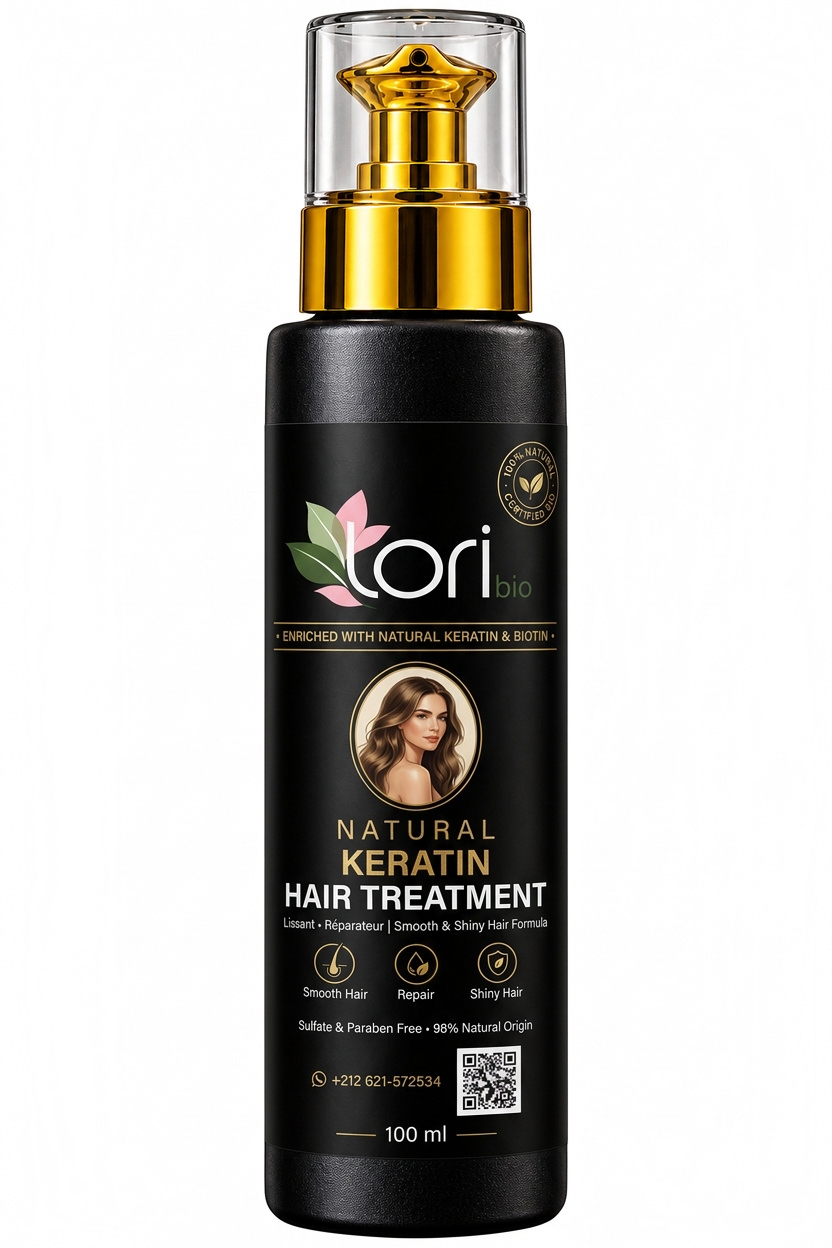 100% NATURAL
CERTIFIED BIO
tori bio
• ENRICHED WITH NATURAL KERATIN & BIOTIN •
NATURAL
KERATIN
HAIR TREATMENT
Lissant • Réparateur | Smooth & Shiny Hair Formula
Smooth Hair Repair Shiny Hair
Sulfate & Paraben Free • 98% Natural Origin
+212 621-572534
100 ml